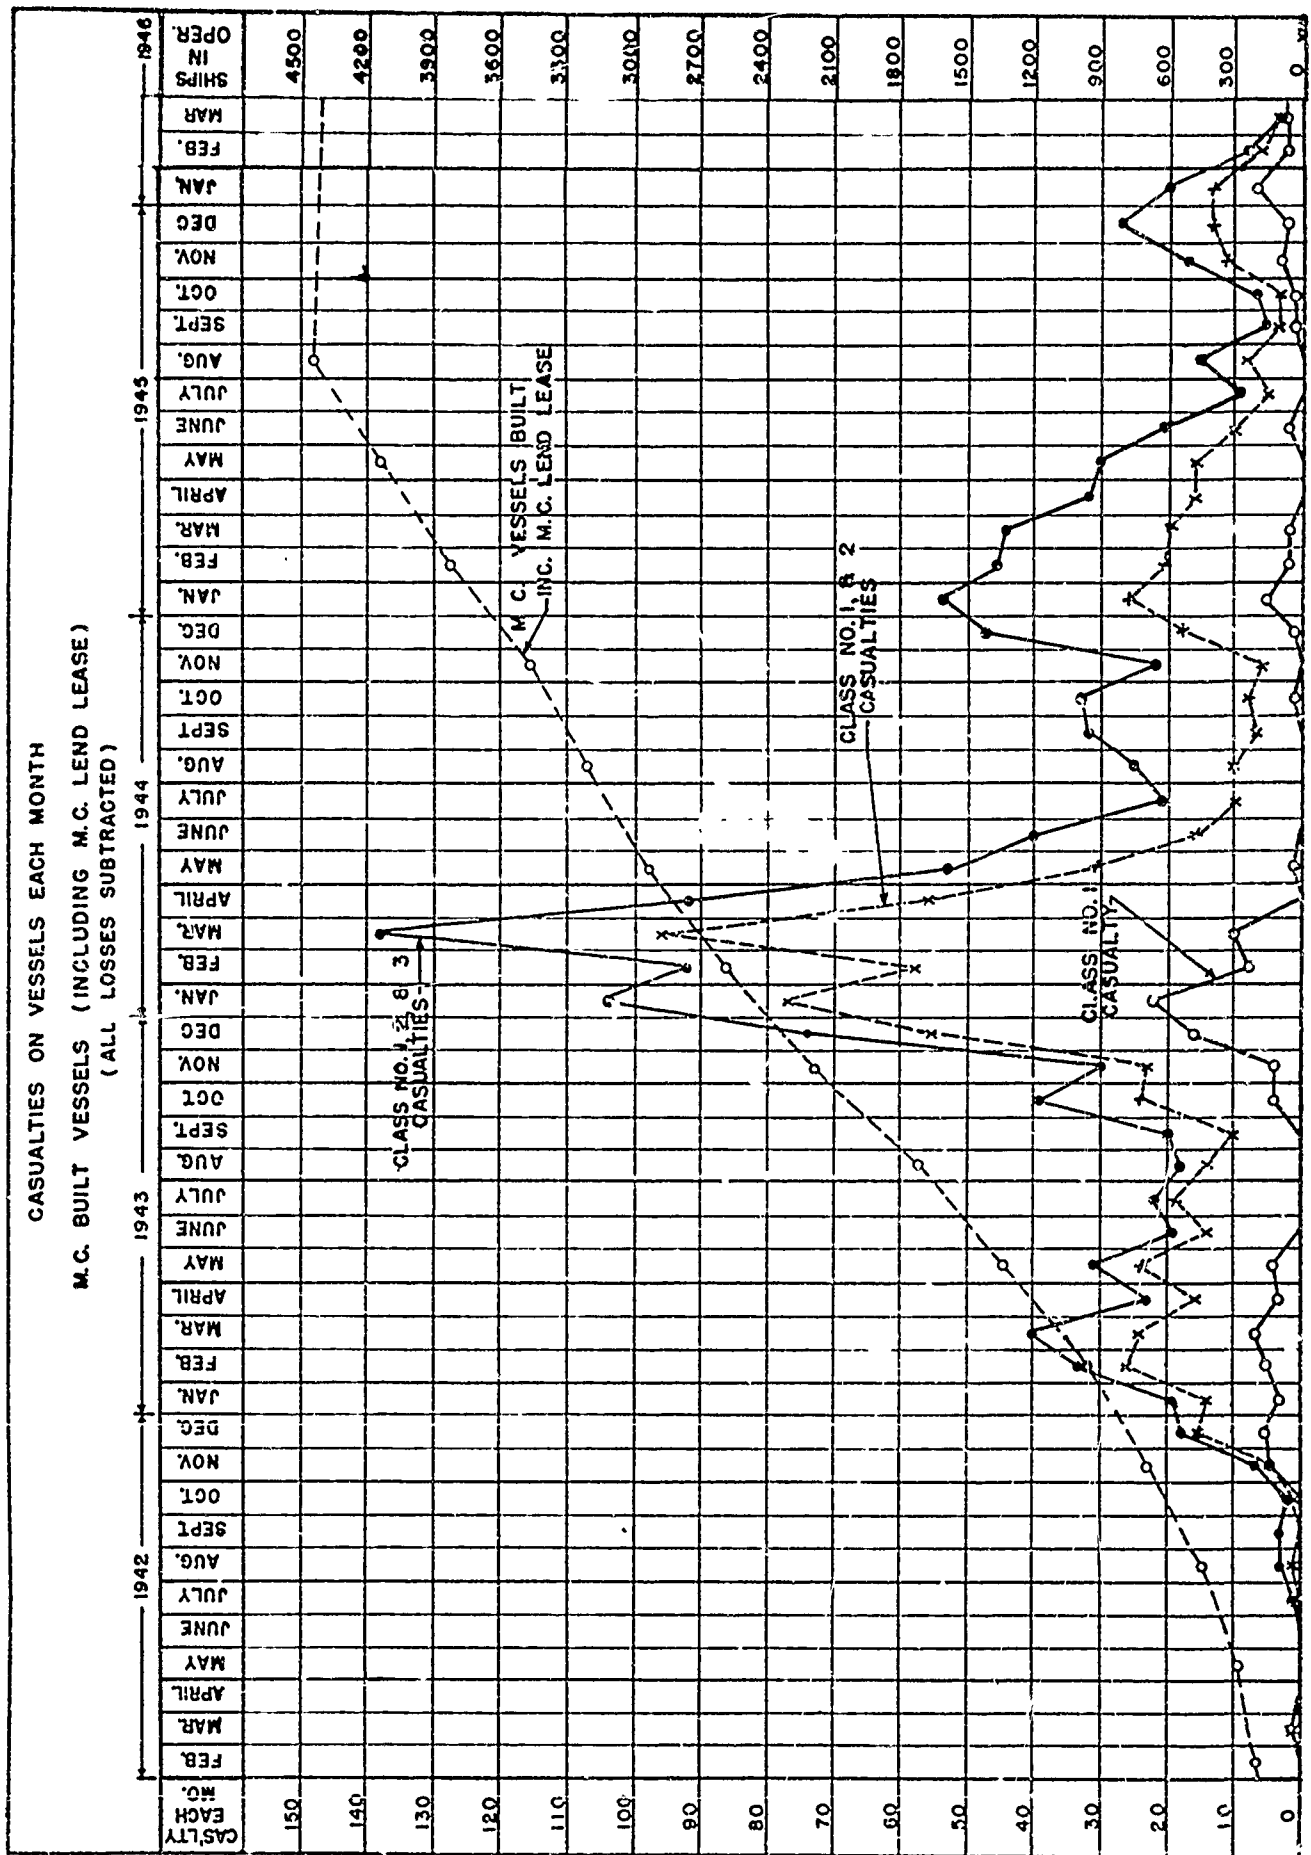 CASUALTIES ON VESSELS EACH MONTH
M.C. BUILT VESSELS (INCLUDING M.C. LEND LEASE)
(ALL LOSSES SUBTRACTED)
1942
1943
1944
1945
1946
CAS'LTY
EACH
MO.
FEB.
MAR.
APRIL
MAY
JUNE
JULY
AUG.
SEPT
OCT.
NOV.
DEC
JAN.
FEB.
MAR.
APRIL
MAY
JUNE
JULY
AUG
SEPT.
OCT.
NOV.
DEC
JAN.
FEB.
MAR.
APRIL
MAY
JUNE
JULY
AUG.
SEPT
OCT.
NOV.
DEC.
JAN.
FEB.
MAR.
APRIL
MAY
JUNE
JULY
AUG.
SEPT.
OCT.
NOV.
DEC
JAN.
FEB.
MAR
SHIPS
IN
OPER.
150
140
130
120
110
100
90
80
70
60
50
40
30
20
10
0
4500
4200
3900
3600
3300
3000
2700
2400
2100
1800
1500
1200
900
600
300
0
M.C. VESSELS BUILT
INC. M.C. LEND LEASE
CLASS NO. 1, 2 & 3
CASUALTIES
CLASS NO. 1, & 2
CASUALTIES
CLASS NO. 1
CASUALTY